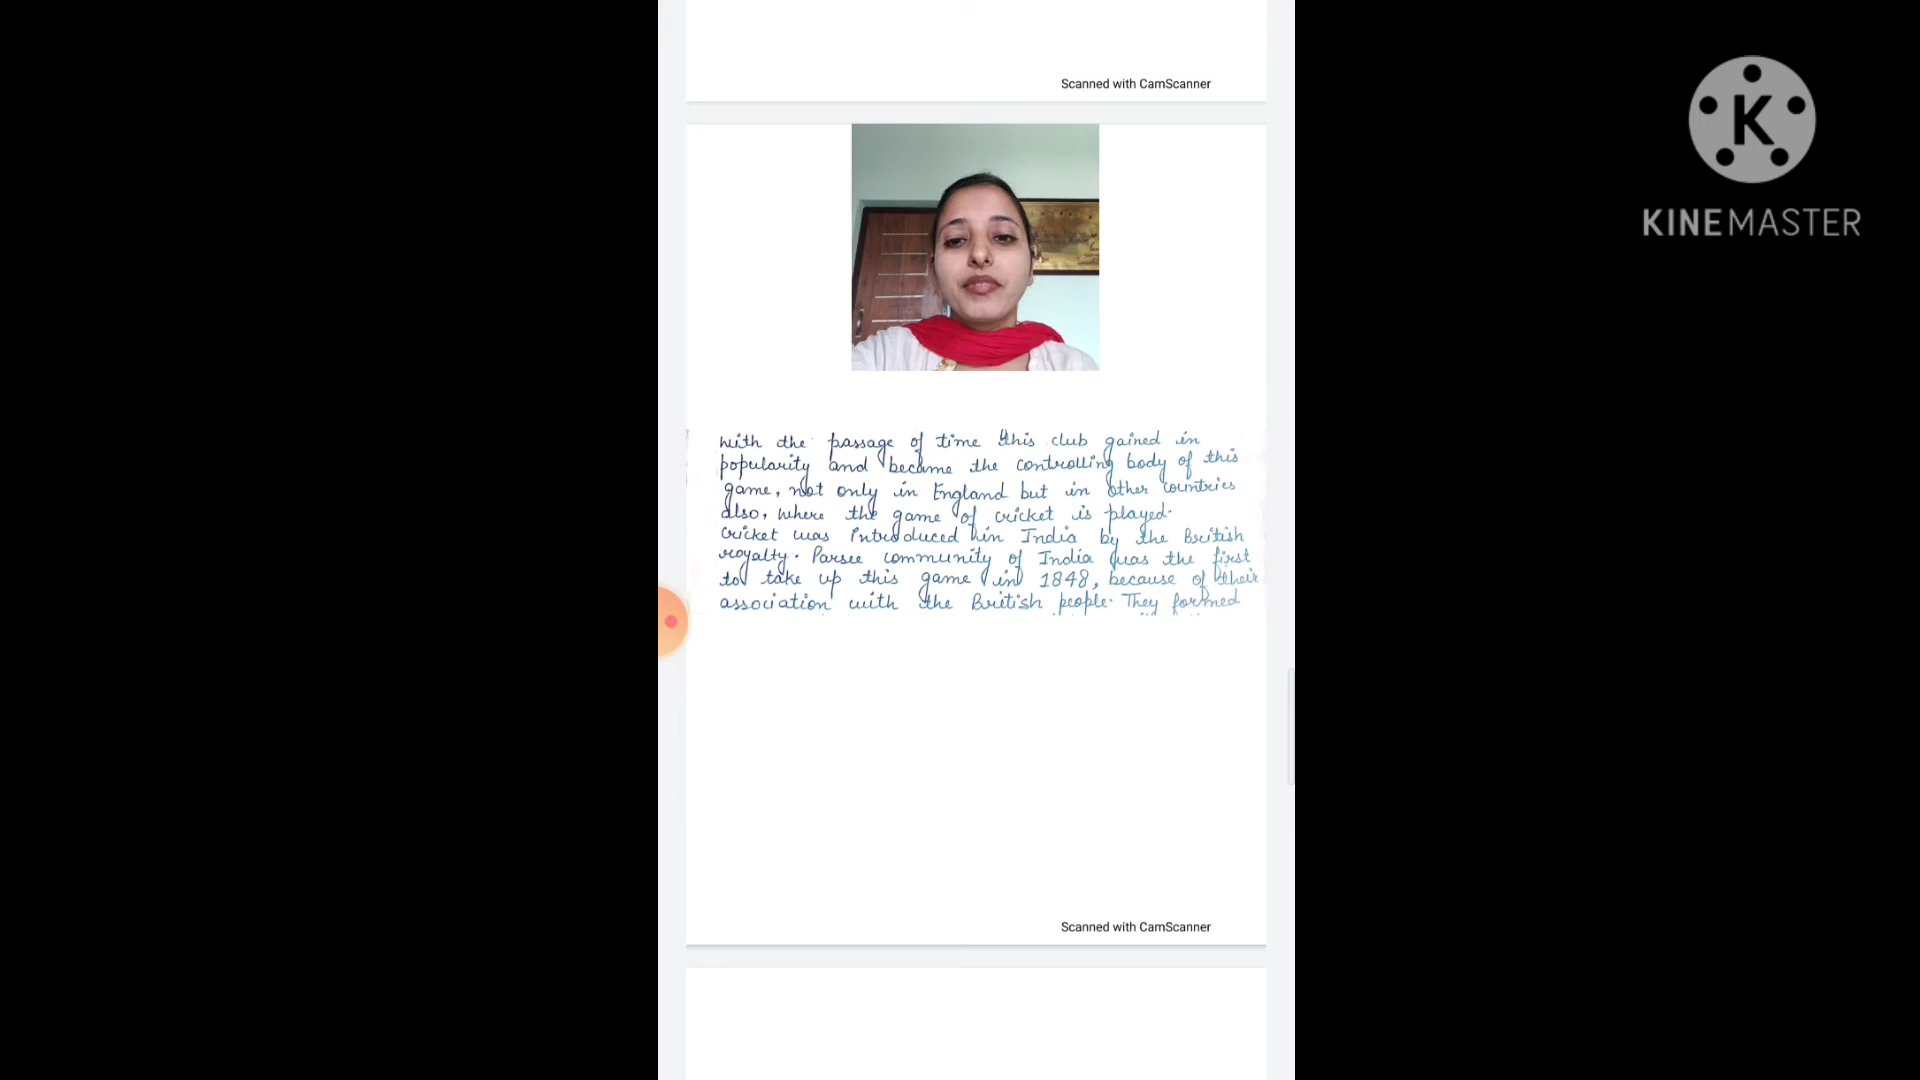 Scanned with CamScanner
K
KINEMASTER
with the passage of time this club gained in
popularity and became the controlling body of this
game, not only in England but in other countries
also, where the game of cricket is played.
Cricket was introduced in India by the British
royalty. Parsee community of India was the first
to take up this game in 1848, because of their
association with the British people. They formed
Scanned with CamScanner